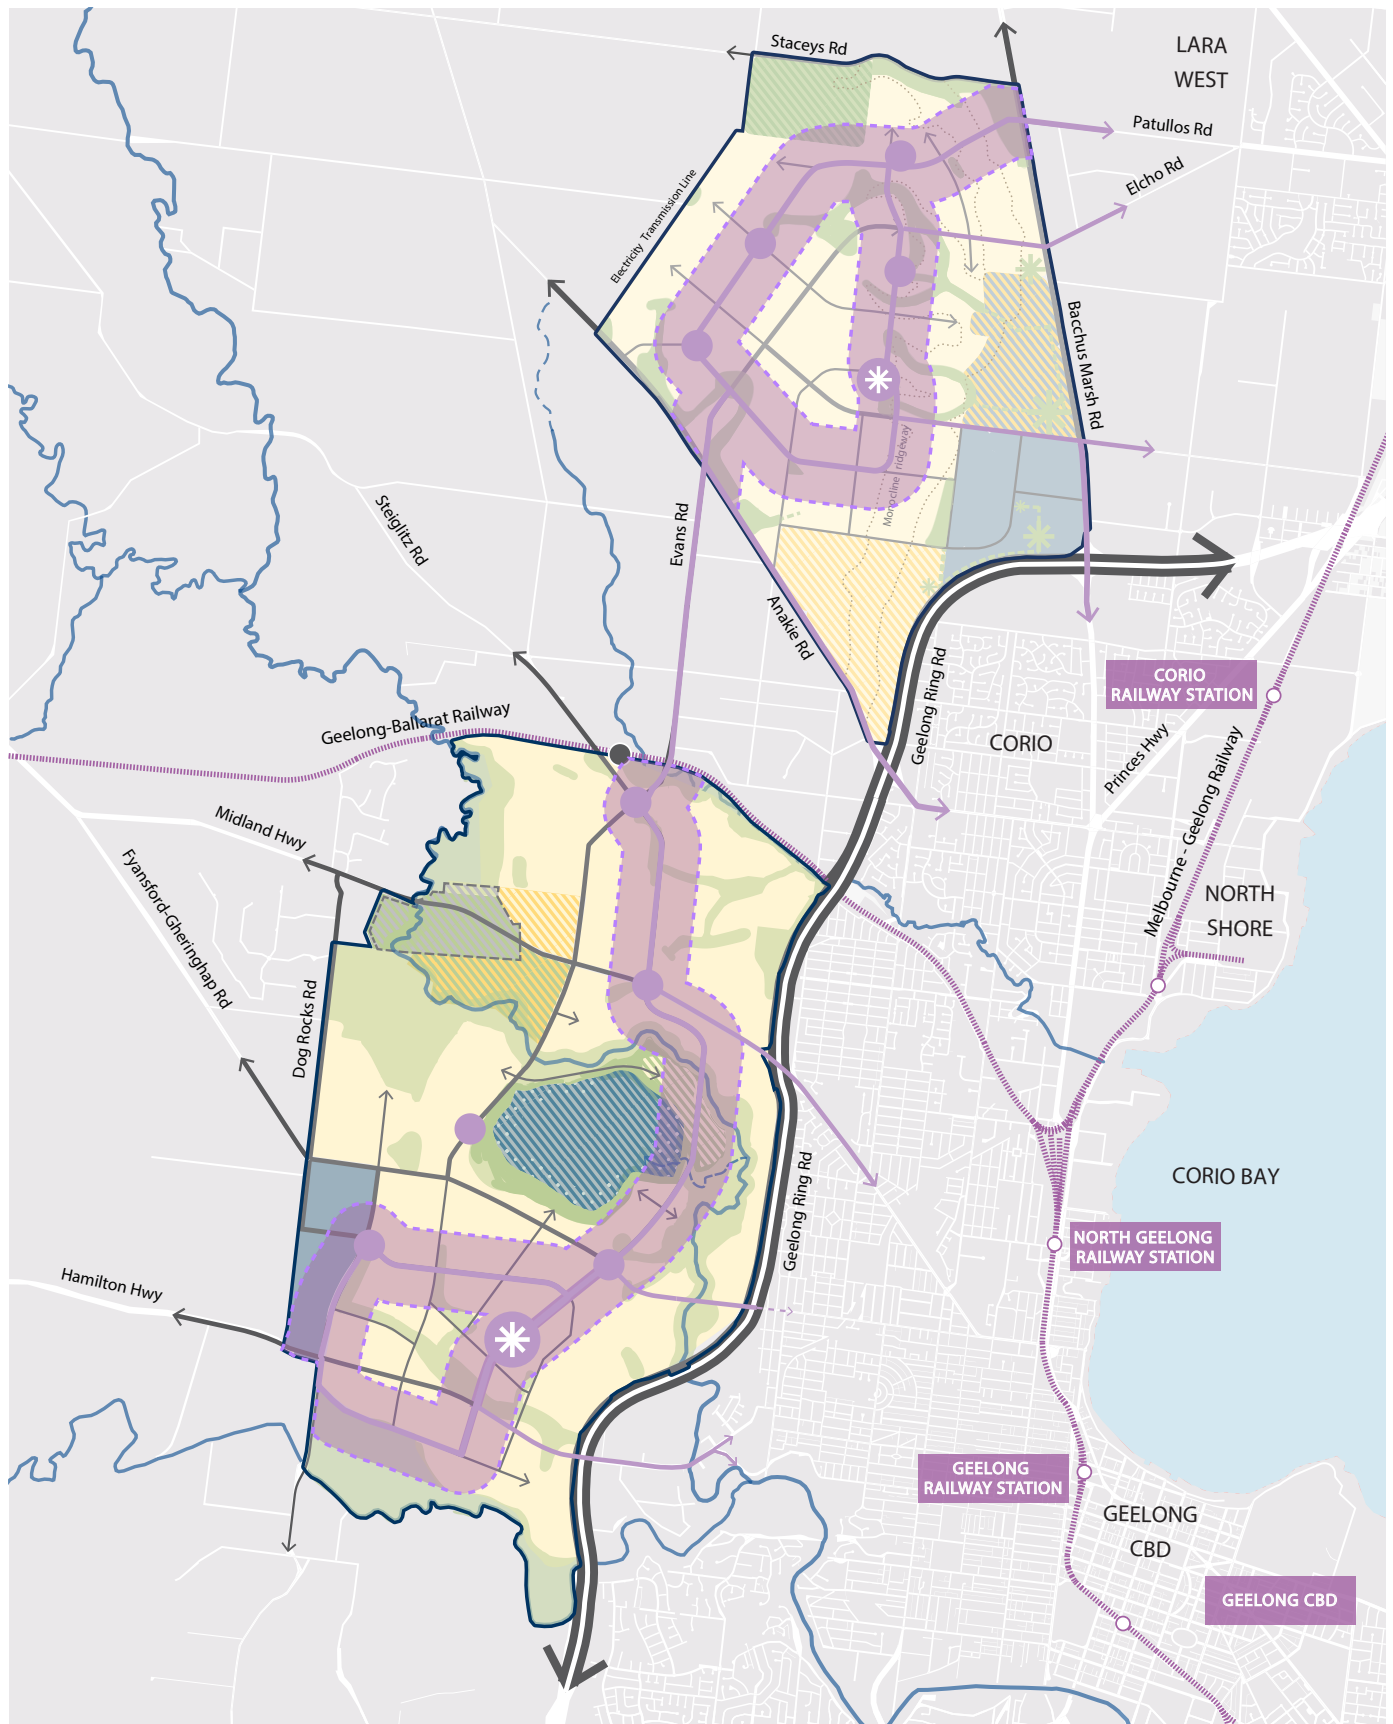 Staceys Rd
LARA
WEST
Patullos Rd
Elcho Rd
Electricity Transmission Line
Bacchus Marsh Rd
Monocline ridgeway
Steiglitz Rd
Evans Rd
Anakie Rd
Geelong Ring Rd
CORIO
RAILWAY STATION
Geelong-Ballarat Railway
CORIO
Princes Hwy
Melbourne - Geelong Railway
Midland Hwy
Fyansford-Gheringhap Rd
NORTH
SHORE
Dog Rocks Rd
CORIO BAY
Geelong Ring Rd
NORTH GEELONG
RAILWAY STATION
Hamilton Hwy
GEELONG
RAILWAY STATION
GEELONG
CBD
GEELONG CBD